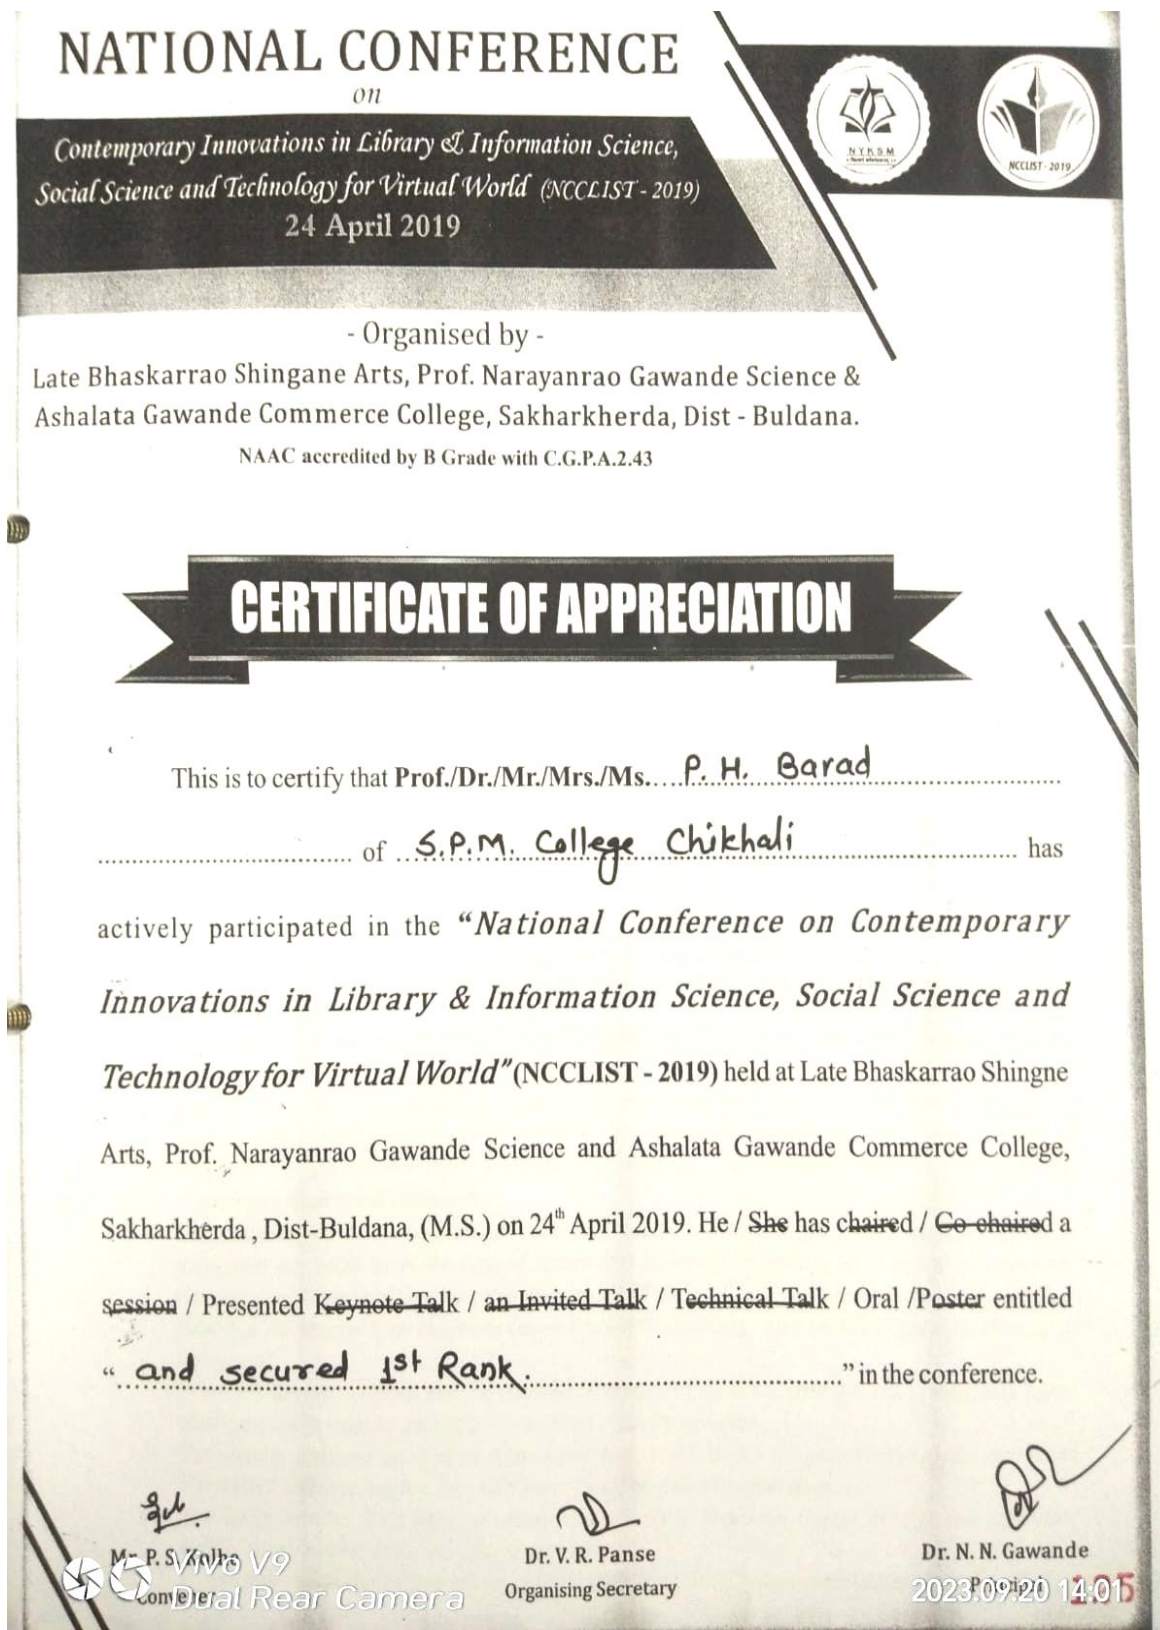 NATIONAL CONFERENCE
on
Contemporary Innovations in Library & Information Science,
Social Science and Technology for Virtual World (NCCLIST - 2019)
24 April 2019
NYKSM
NCCLIST - 2019
- Organised by -
Late Bhaskarrao Shingane Arts, Prof. Narayanrao Gawande Science &
Ashalata Gawande Commerce College, Sakharkherda, Dist - Buldana.
NAAC accredited by B Grade with C.G.P.A.2.43
CERTIFICATE OF APPRECIATION
This is to certify that Prof./Dr./Mr./Mrs./Ms. P. H. Barad
of S.P.M. College Chikhali has
actively participated in the "National Conference on Contemporary
Innovations in Library & Information Science, Social Science and
Technology for Virtual World"(NCCLIST - 2019) held at Late Bhaskarrao Shingne
Arts, Prof. Narayanrao Gawande Science and Ashalata Gawande Commerce College,
Sakharkherda , Dist-Buldana, (M.S.) on 24th April 2019. He / She has chaired / Co-chaired a
session / Presented Keynote Talk / an Invited Talk / Technical Talk / Oral /Poster entitled
" and secured 1st Rank. " in the conference.
Mr. P. S. Kolhe
Convener
Dr. V. R. Panse
Organising Secretary
Dr. N. N. Gawande
Principal
Vivo V9
Dual Rear Camera
2023.09.20 14:01